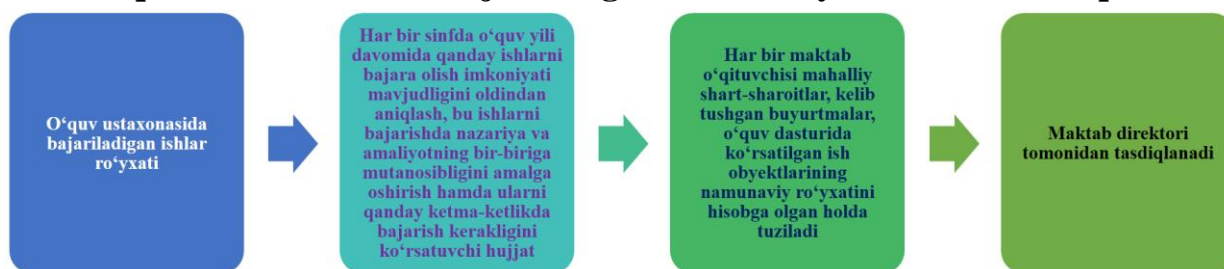 O‘quv ustaxonasida
bajariladigan ishlar
ro‘yxati
Har bir sinfda o‘quv yili
davomida qanday ishlarni
bajara olish imkoniyati
mavjudligini oldindan
aniqlash, bu ishlarni
bajarishda nazariya va
amaliyotning bir-biriga
mutanosibligini amalga
oshirish hamda ularni
qanday ketma-ketlikda
bajarish kerakligini
ko‘rsatuvchi hujjat
Har bir maktab
o‘qituvchisi mahalliy
shart-sharoitlar, kelib
tushgan buyurtmalar,
o‘quv dasturida
ko‘rsatilgan ish
obyektlarining
namunaviy ro‘yxatini
hisobga olgan holda
tuziladi
Maktab direktori
tomonidan tasdiqlanadi